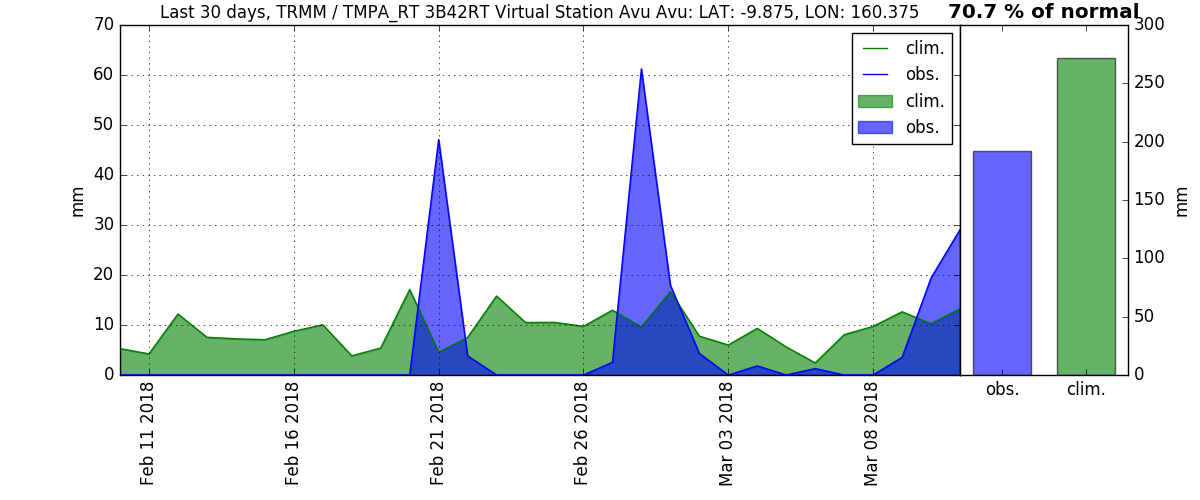 Last 30 days, TRMM / TMPA_RT 3B42RT Virtual Station Avu Avu: LAT: -9.875, LON: 160.375
70.7 % of normal
70
60
50
40
30
20
10
0
mm
clim.
obs.
clim.
obs.
Feb 11 2018
Feb 16 2018
Feb 21 2018
Feb 26 2018
Mar 03 2018
Mar 08 2018
300
250
200
150
100
50
0
mm
obs.
clim.